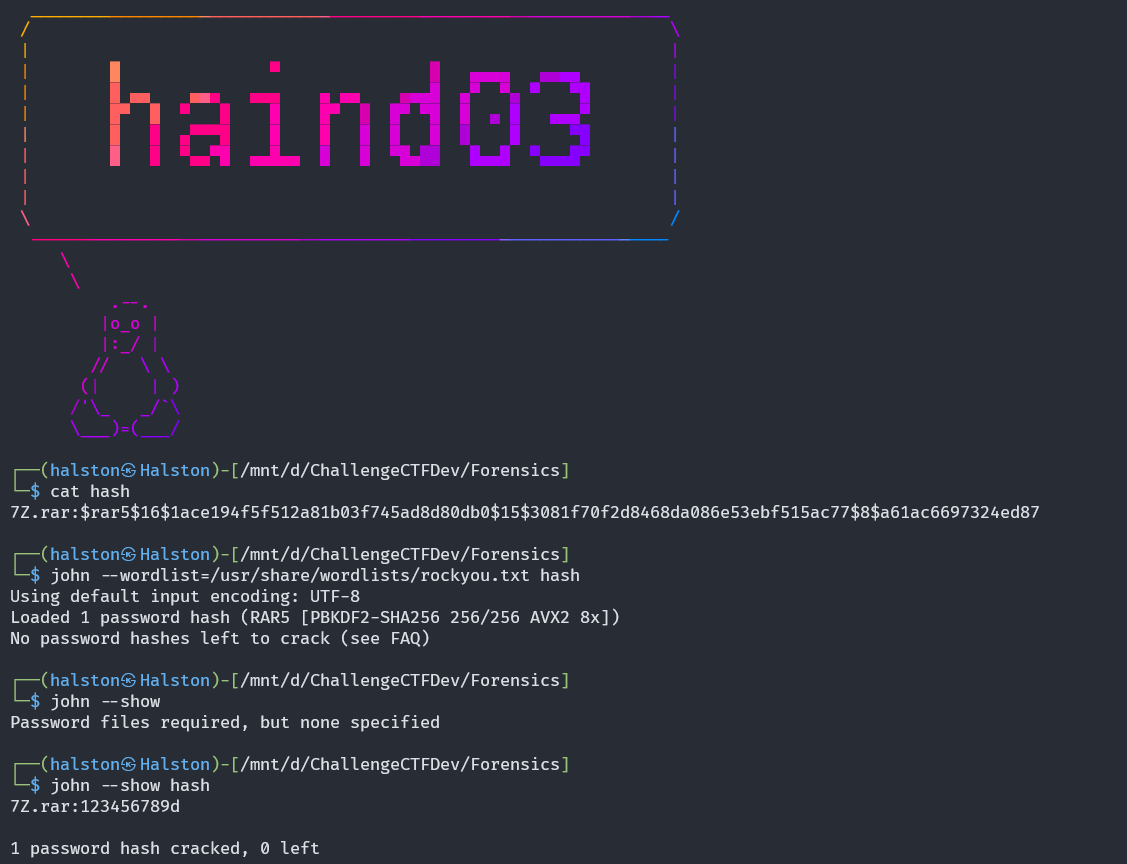 haind03
.--.
|o_o |
|:_/ |
//   \ \
(|     | )
/'\_   _/`\
\___)=(___/
┌──(halston㉿Halston)-[/mnt/d/ChallengeCTFDev/Forensics]
└─$ cat hash
7Z.rar:$rar5$16$1ace194f5f512a81b03f745ad8d80db0$15$3081f70f2d8468da086e53ebf515ac77$8$a61ac6697324ed87
┌──(halston㉿Halston)-[/mnt/d/ChallengeCTFDev/Forensics]
└─$ john --wordlist=/usr/share/wordlists/rockyou.txt hash
Using default input encoding: UTF-8
Loaded 1 password hash (RAR5 [PBKDF2-SHA256 256/256 AVX2 8x])
No password hashes left to crack (see FAQ)
┌──(halston㉿Halston)-[/mnt/d/ChallengeCTFDev/Forensics]
└─$ john --show
Password files required, but none specified
┌──(halston㉿Halston)-[/mnt/d/ChallengeCTFDev/Forensics]
└─$ john --show hash
7Z.rar:123456789d
1 password hash cracked, 0 left